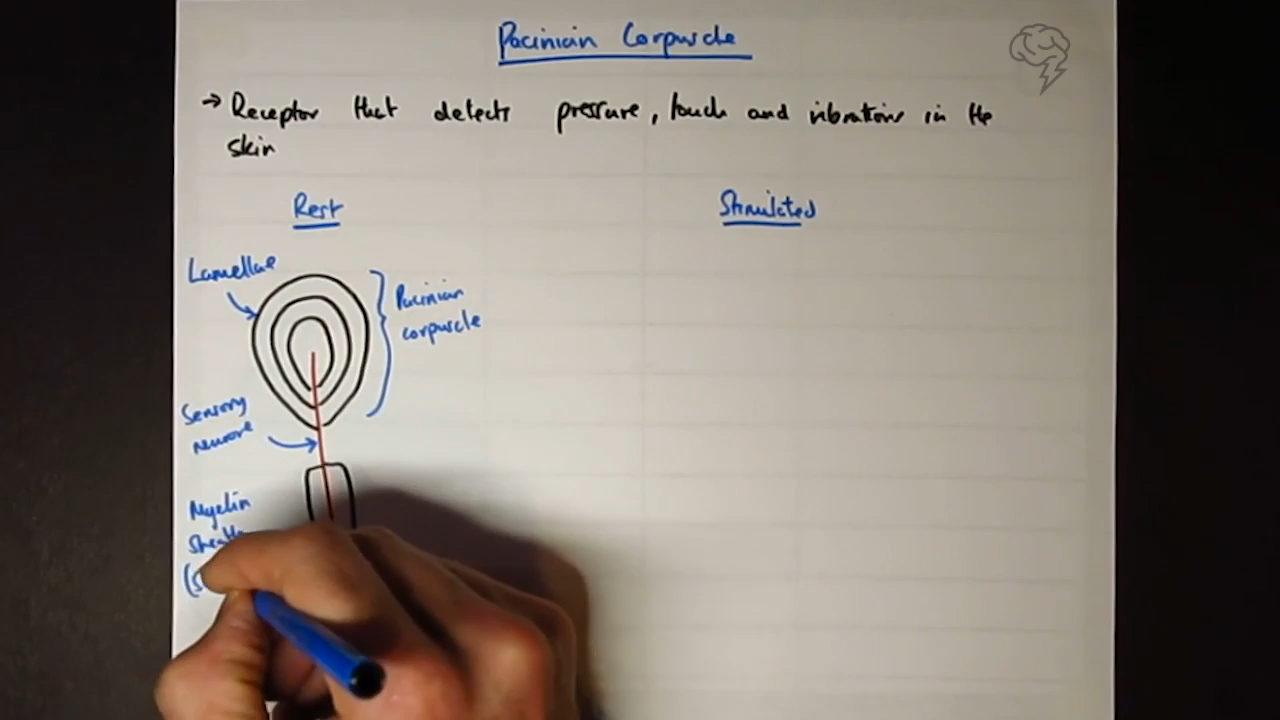 Pacinian Corpuscle
→ Receptor that detects pressure, touch and vibrations in the
skin
Rest
Stimulated
Lamellae
Pacinian
corpuscle
Sensory
neurone
Myelin